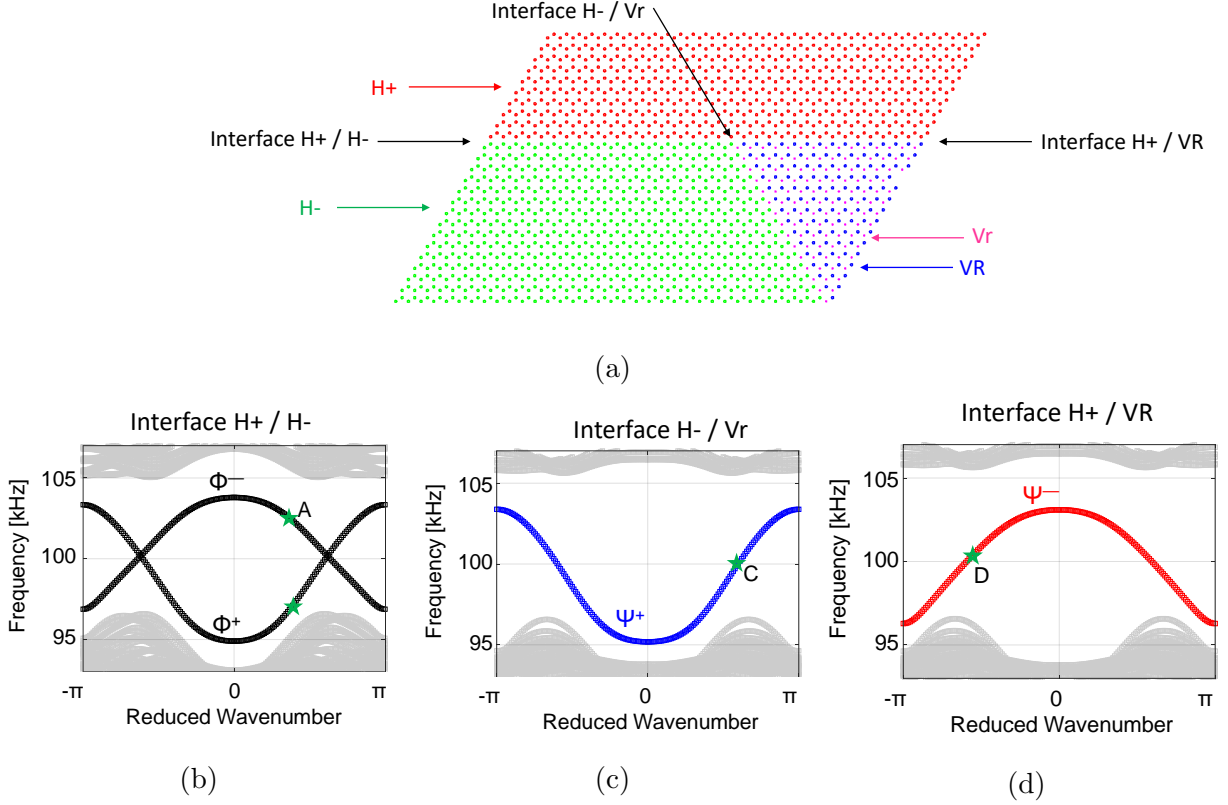 Interface H- / Vr
H+
Interface H+ / H-
Interface H+ / VR
H-
Vr
VR
(a)
Interface H+ / H-
Frequency [kHz]
105
100
95
Φ—
A
Φ+
-π
0
π
Reduced Wavenumber
(b)
Interface H- / Vr
Frequency [kHz]
105
100
95
C
Ψ+
-π
0
π
Reduced Wavenumber
(c)
Interface H+ / VR
Frequency [kHz]
105
100
95
Ψ—
D
-π
0
π
Reduced Wavenumber
(d)